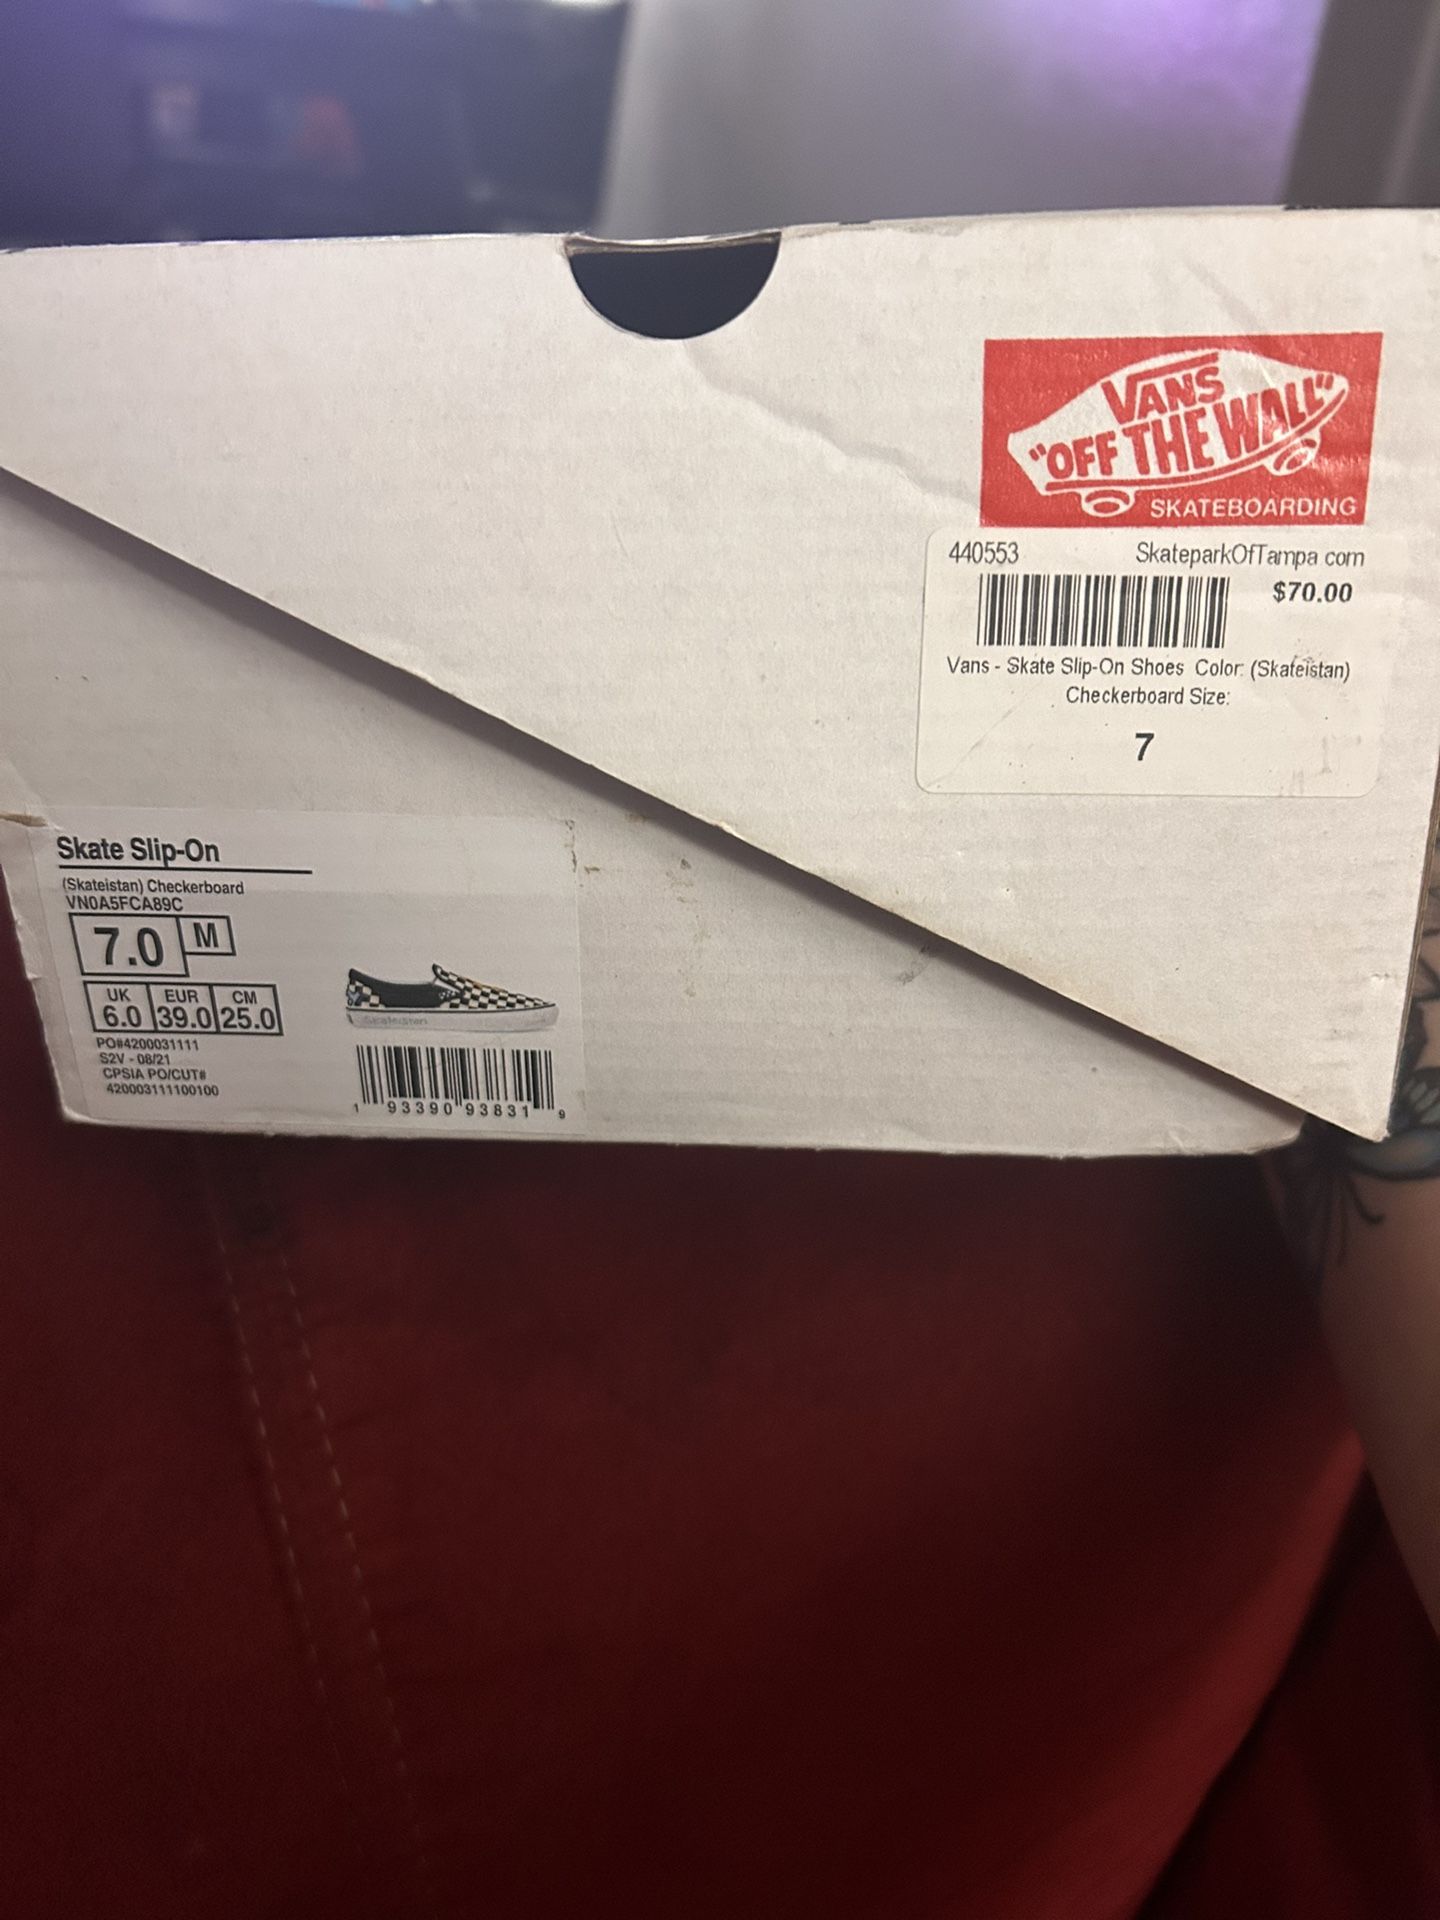 VANS
"OFF THE WALL"
SKATEBOARDING
440553 SkateparkOfTampa com
$70.00
Vans - Skate Slip-On Shoes Color: (Skateistan)
Checkerboard Size:
7
Skate Slip-On
(Skateistan) Checkerboard
VN0A5FCA89C
7.0 M
UK EUR CM
6.0 39.0 25.0
PO#4200031111
S2V - 08/21
CPSIA PO/CUT#
420003111100100
Skateistan
1 93390 93831 9